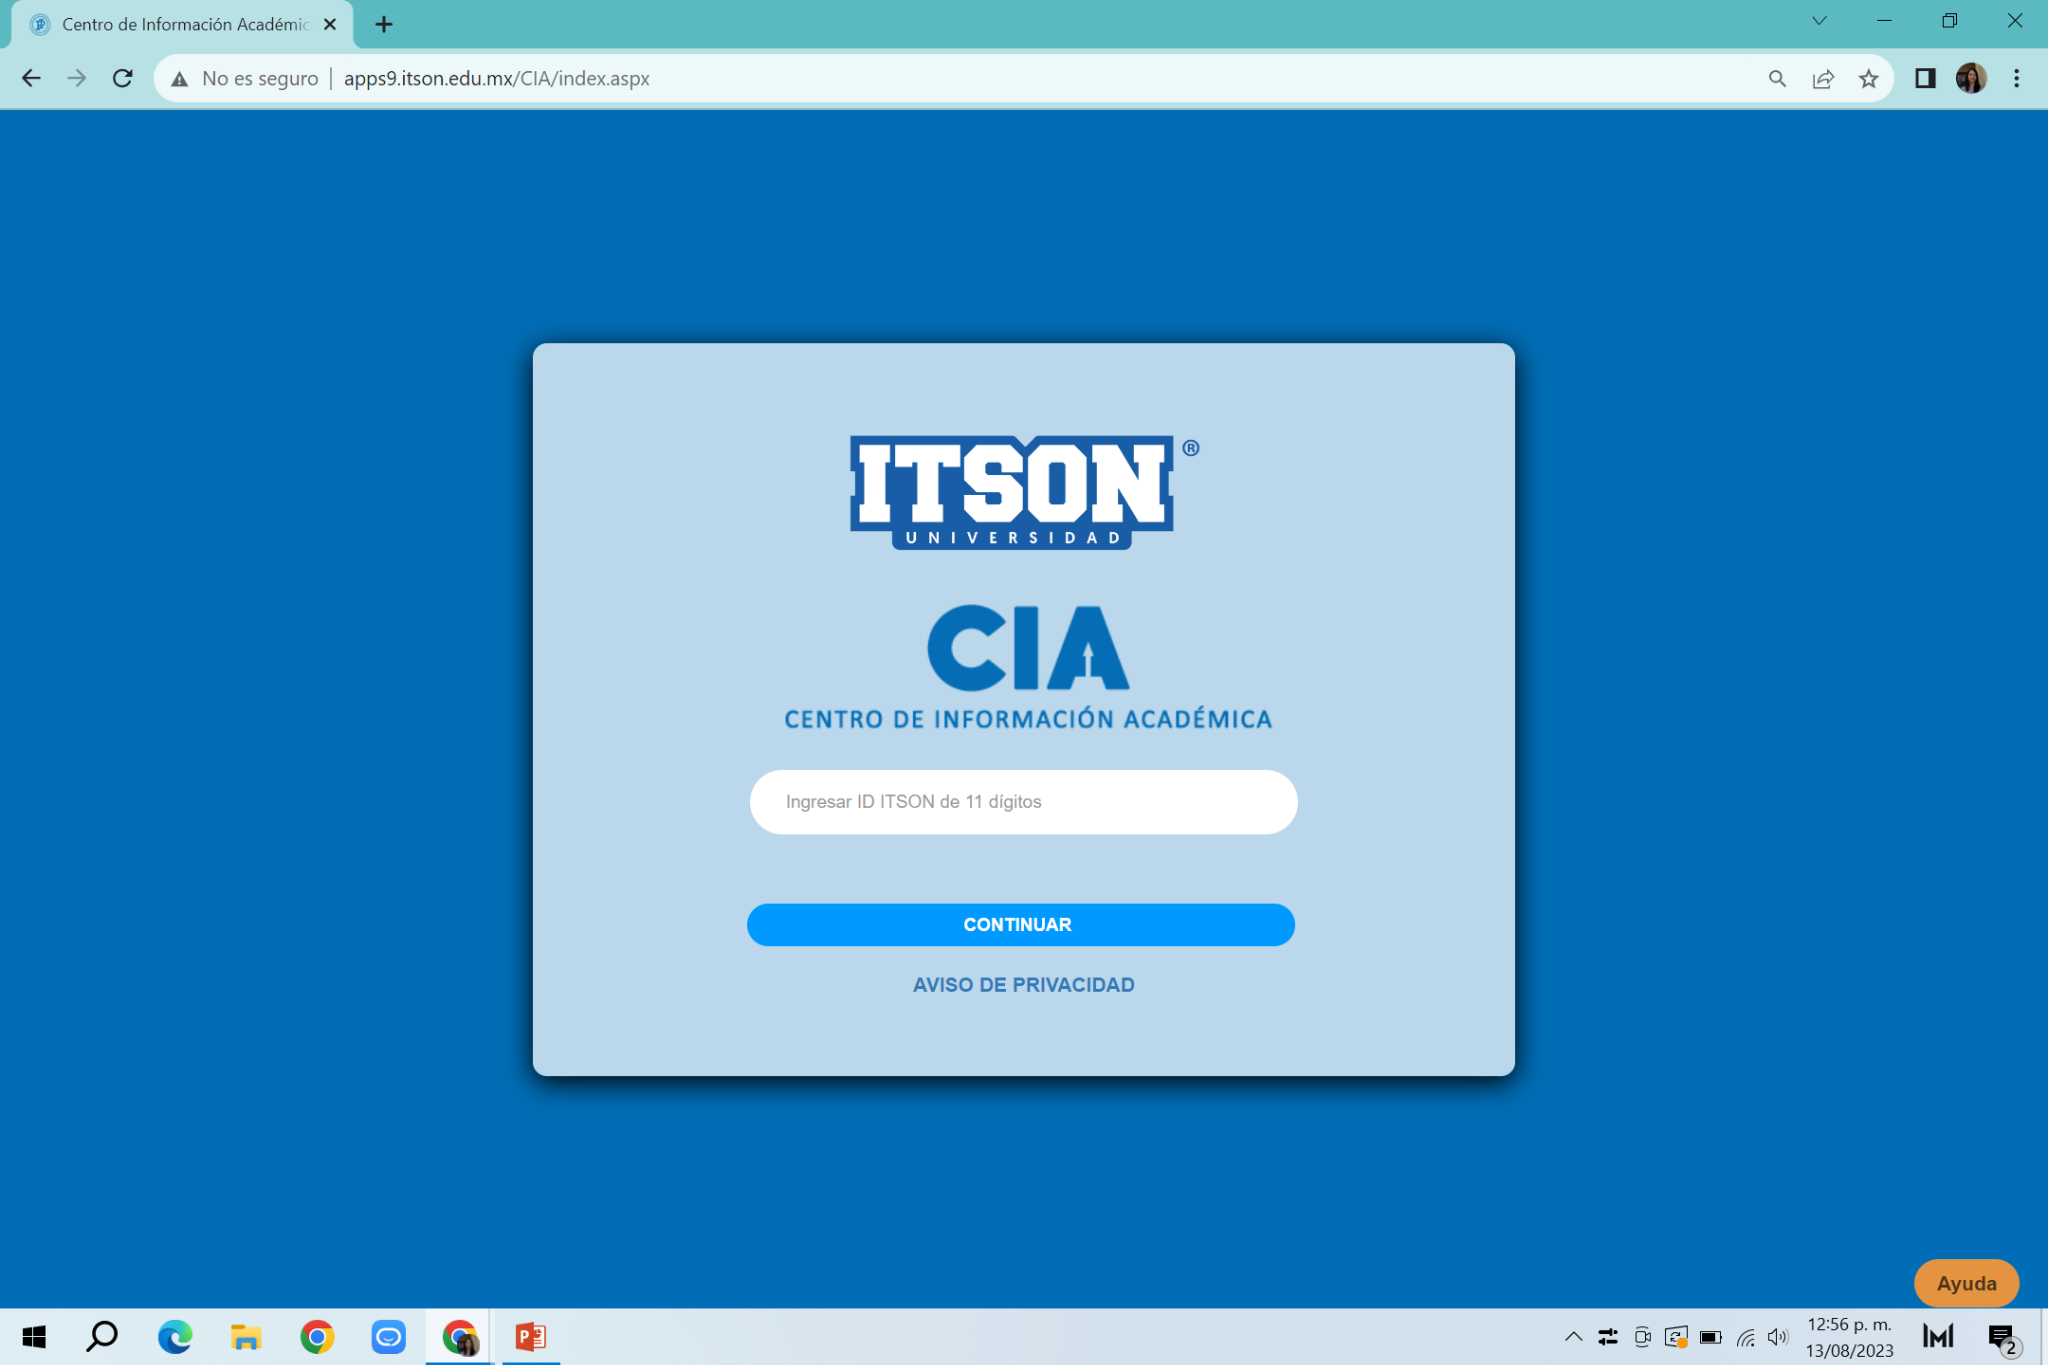 Centro de Información Académic
No es seguro
apps9.itson.edu.mx/CIA/index.aspx
ITSON ®
UNIVERSIDAD
CIA
CENTRO DE INFORMACIÓN ACADÉMICA
Ingresar ID ITSON de 11 dígitos
CONTINUAR
AVISO DE PRIVACIDAD
Ayuda
12:56 p. m.
13/08/2023
2